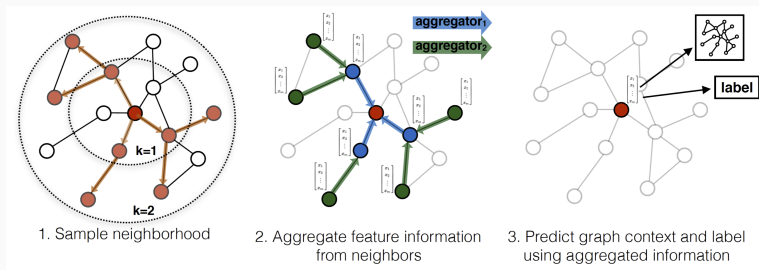 aggregator1
aggregator2
label
k=1
k=2
1. Sample neighborhood
2. Aggregate feature information
from neighbors
3. Predict graph context and label
using aggregated information